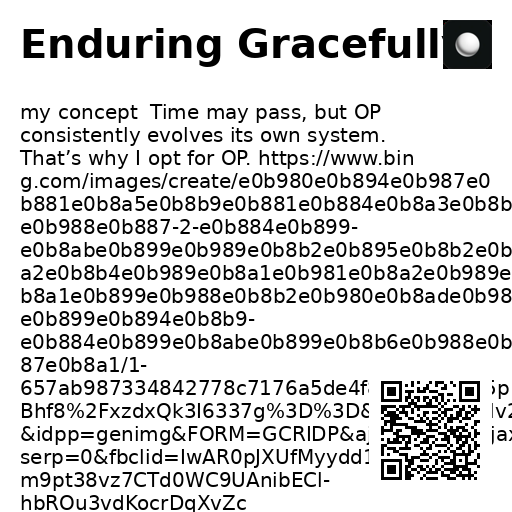 Enduring Gracefully
my concept  Time may pass, but OP
consistently evolves its own system.
That’s why I opt for OP. https://www.bin
g.com/images/create/e0b980e0b894e0b987e0
b881e0b8a5e0b8b9e0b881e0b884e0b8a3e0b8b
e0b988e0b887-2-e0b884e0b899-
e0b8abe0b899e0b989e0b8b2e0b895e0b8b2e0b
a2e0b8b4e0b989e0b8a1e0b981e0b8a2e0b989e
b8a1e0b899e0b988e0b8b2e0b980e0b8ade0b98
e0b899e0b894e0b8b9-
e0b884e0b899e0b8abe0b899e0b8b6e0b988e0b
87e0b8a1/1-
657ab987334842778c7176a5de4f
Bhf8%2FxzdxQk3l6337g%3D%3D&
&idpp=genimg&FORM=GCRIDP&aj
serp=0&fbclid=IwAR0pJXUfMyydd1
m9pt38vz7CTd0WC9UAnibECl-
hbROu3vdKocrDqXvZc